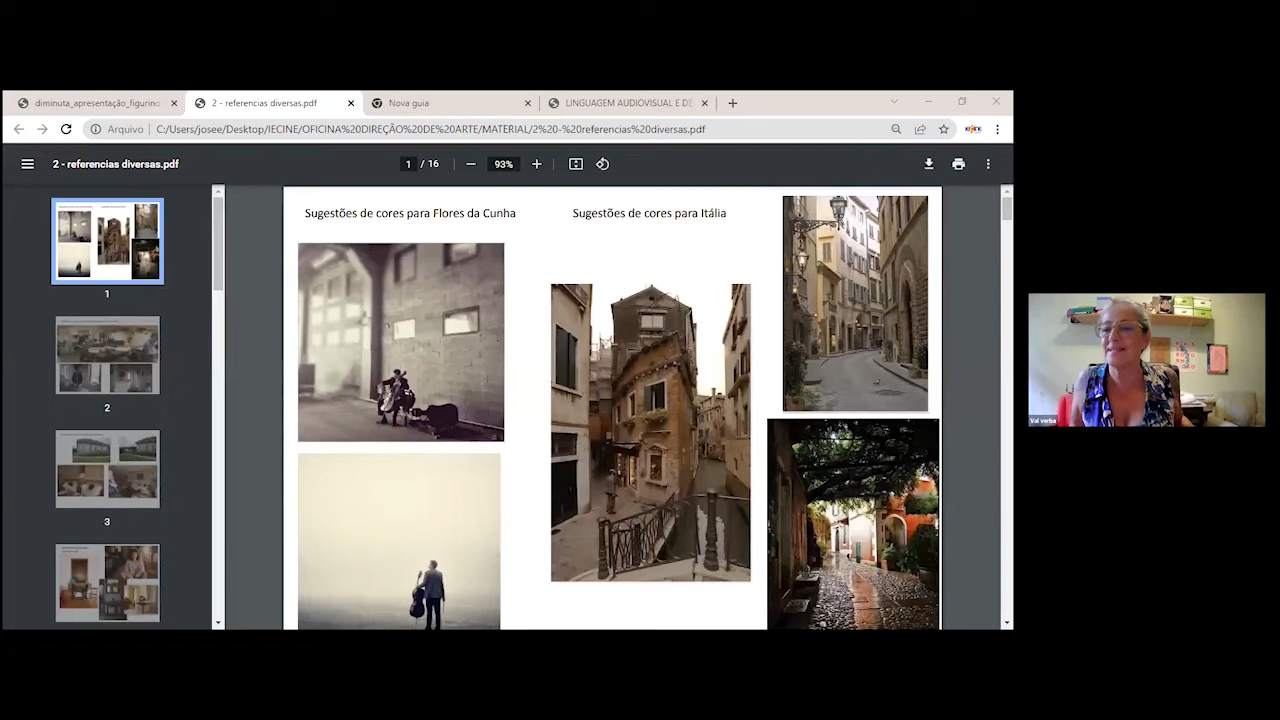 diminuta_apresentação_figurino
2 - referencias diversas.pdf
Nova guia
LINGUAGEM AUDIOVISUAL E DE
Arquivo
C:/Users/josee/Desktop/IECINE/OFICINA%20DIREÇÃO%20DE%20ARTE/MATERIAL/2%20-%20referencias%20diversas.pdf
2 - referencias diversas.pdf
1 / 16
93%
Sugestões de cores para Flores da Cunha
Sugestões de cores para Itália
1
2
3
Val verba